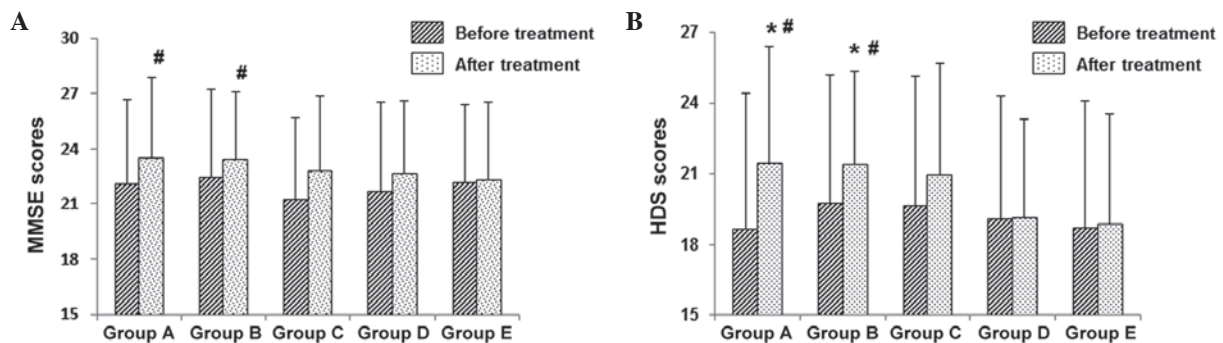 A
MMSE scores
30
27
24
21
18
15
Before treatment
After treatment
#
#
Group A Group B Group C Group D Group E
B
HDS scores
27
24
21
18
15
Before treatment
After treatment
* #
* #
Group A Group B Group C Group D Group E